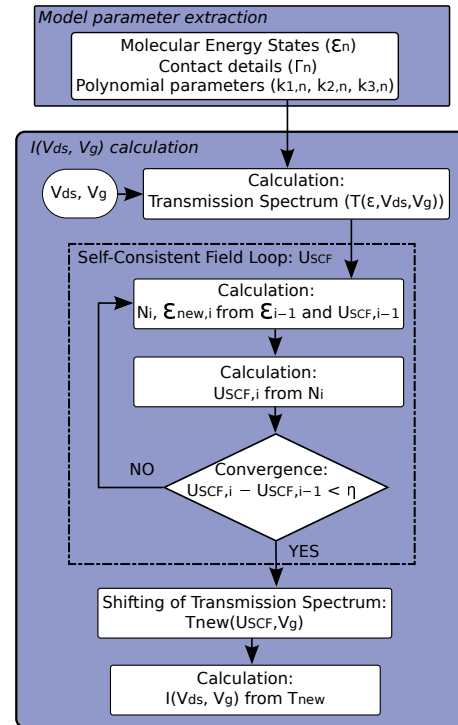 Model parameter extraction
Molecular Energy States (Ɛn)
Contact details (Γn)
Polynomial parameters (k1,n, k2,n, k3,n)
I(Vds, Vg) calculation
Vds, Vg
Calculation:
Transmission Spectrum (T(ε,Vds,Vg))
Self-Consistent Field Loop: USCF
Calculation:
Ni, Ɛnew,i from Ɛi−1 and USCF,i−1
Calculation:
USCF,i from Ni
NO
Convergence:
USCF,i − USCF,i−1 < η
YES
Shifting of Transmission Spectrum:
Tnew(USCF,Vg)
Calculation:
I(Vds, Vg) from Tnew